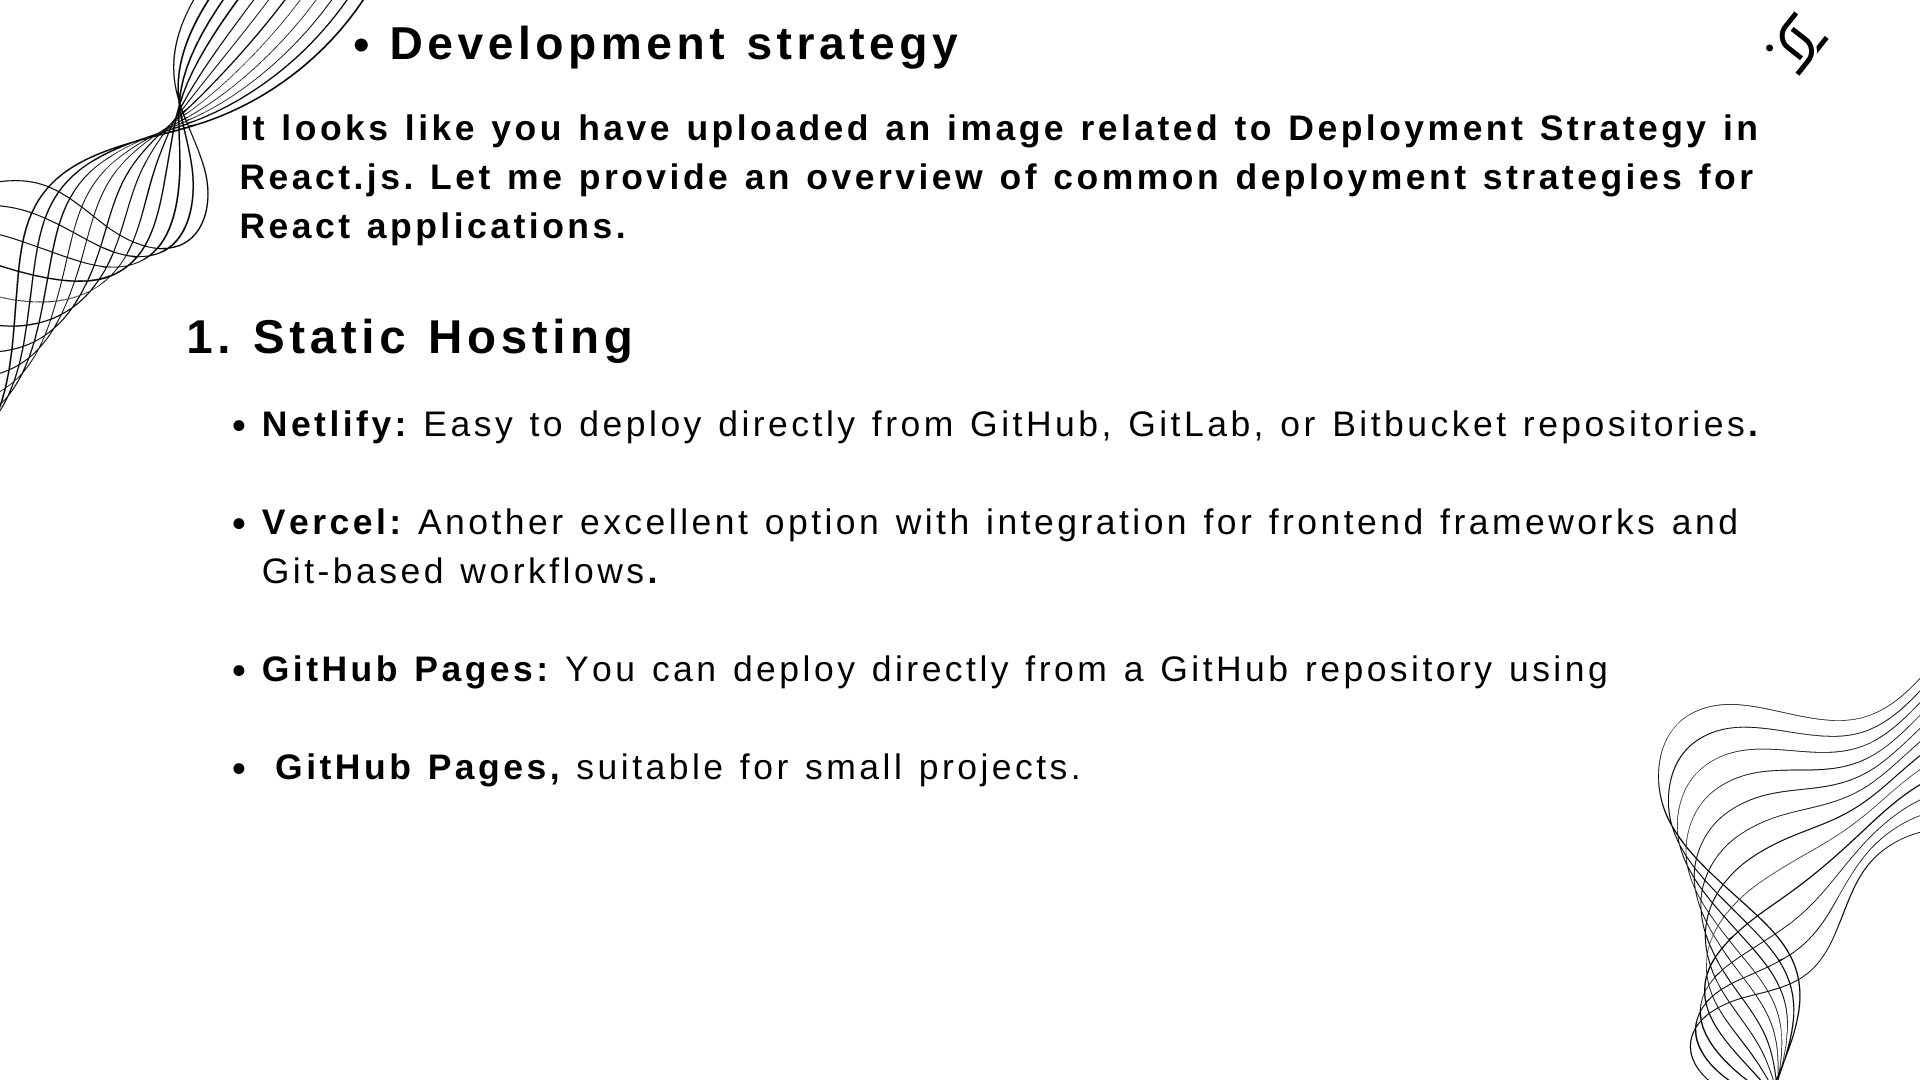 • Development strategy
It looks like you have uploaded an image related to Deployment Strategy in
React.js. Let me provide an overview of common deployment strategies for
React applications.
1. Static Hosting
• Netlify: Easy to deploy directly from GitHub, GitLab, or Bitbucket repositories.
• Vercel: Another excellent option with integration for frontend frameworks and
Git-based workflows.
• GitHub Pages: You can deploy directly from a GitHub repository using
• GitHub Pages, suitable for small projects.